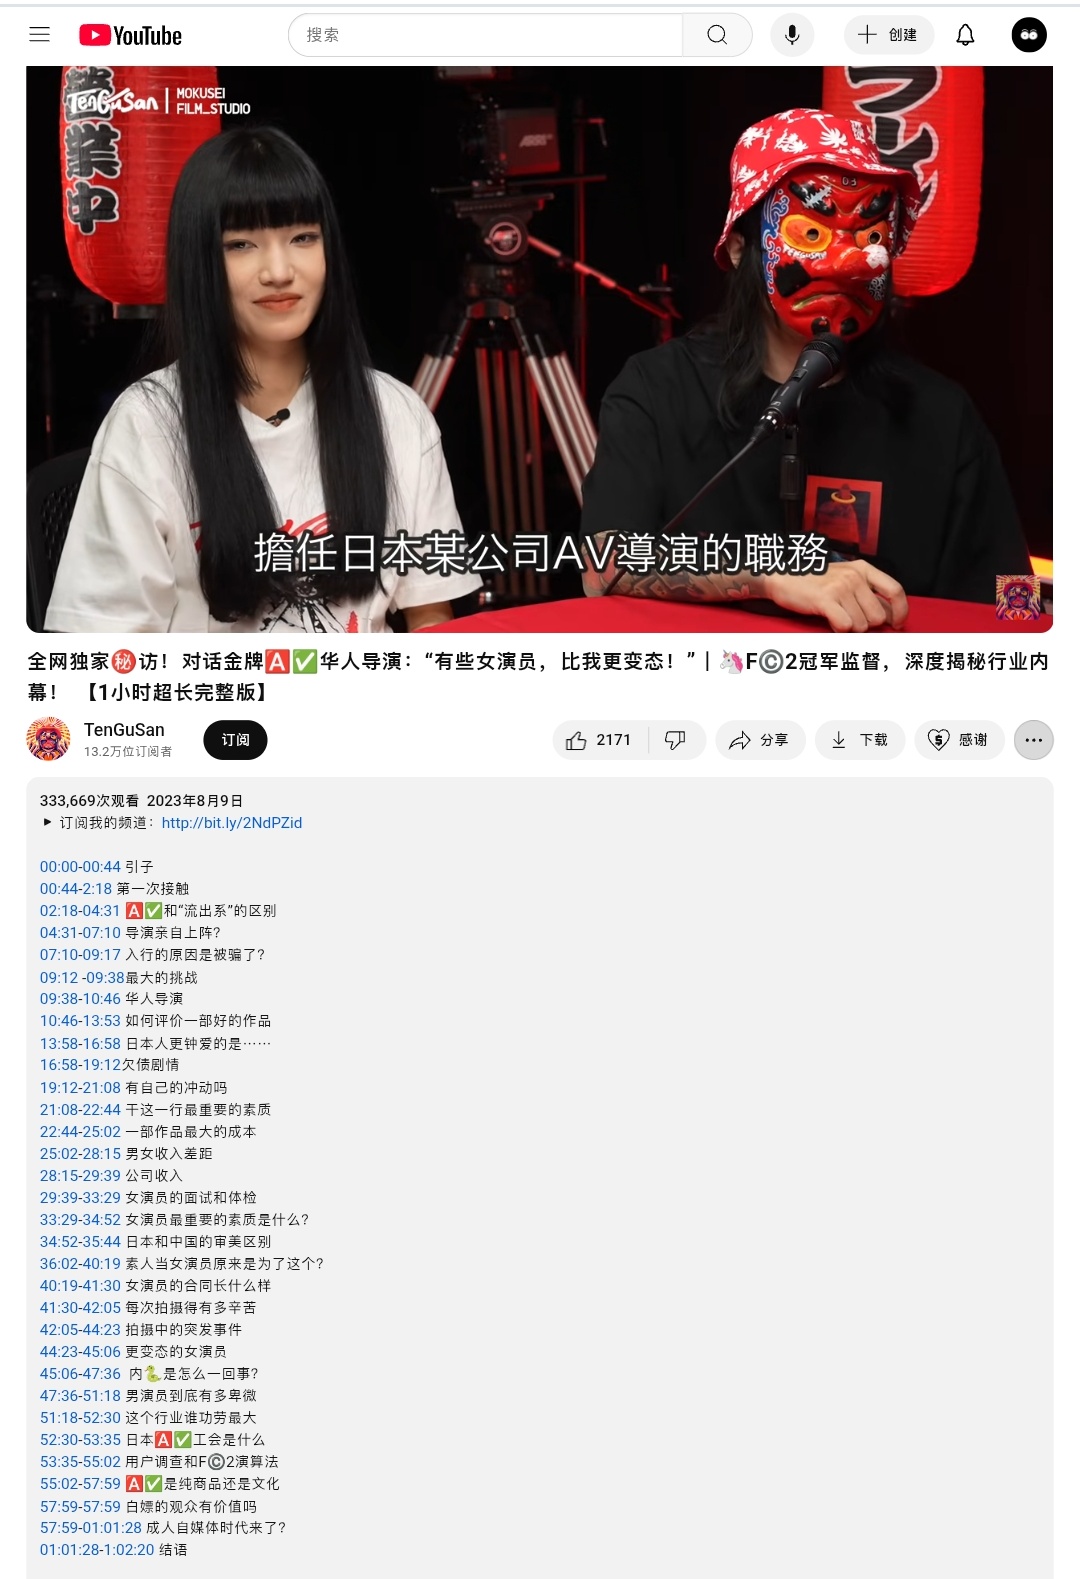 YouTube
搜索
创建
TenGuSan | MOKUSEI FILM_STUDIO
擔任日本某公司AV導演的職務
全网独家㊙️访！对话金牌🅰️✅华人导演：“有些女演员，比我更变态！”｜🦄F©️2冠军监督，深度揭秘行业内
幕！ 【1小时超长完整版】
TenGuSan
13.2万位订阅者
订阅
2171
分享
下载
感谢
333,669次观看 2023年8月9日
▶ 订阅我的频道：http://bit.ly/2NdPZid
00:00-00:44 引子
00:44-2:18 第一次接触
02:18-04:31 🅰️✅和“流出系”的区别
04:31-07:10 导演亲自上阵？
07:10-09:17 入行的原因是被骗了？
09:12 -09:38最大的挑战
09:38-10:46 华人导演
10:46-13:53 如何评价一部好的作品
13:58-16:58 日本人更钟爱的是……
16:58-19:12欠债剧情
19:12-21:08 有自己的冲动吗
21:08-22:44 干这一行最重要的素质
22:44-25:02 一部作品最大的成本
25:02-28:15 男女收入差距
28:15-29:39 公司收入
29:39-33:29 女演员的面试和体检
33:29-34:52 女演员最重要的素质是什么？
34:52-35:44 日本和中国的审美区别
36:02-40:19 素人当女演员原来是为了这个？
40:19-41:30 女演员的合同长什么样
41:30-42:05 每次拍摄得有多辛苦
42:05-44:23 拍摄中的突发事件
44:23-45:06 更变态的女演员
45:06-47:36 内🐍是怎么一回事？
47:36-51:18 男演员到底有多卑微
51:18-52:30 这个行业谁功劳最大
52:30-53:35 日本🅰️✅工会是什么
53:35-55:02 用户调查和F©️2演算法
55:02-57:59 🅰️✅是纯商品还是文化
57:59-57:59 白嫖的观众有价值吗
57:59-01:01:28 成人自媒体时代来了？
01:01:28-1:02:20 结语